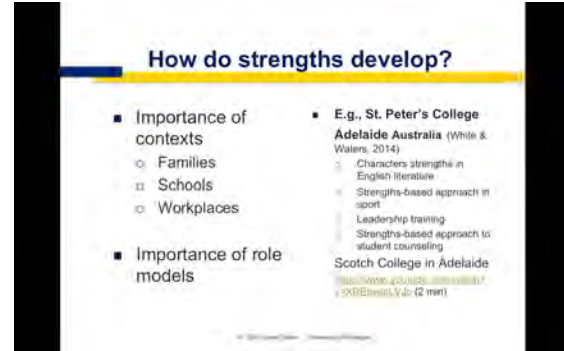 How do strengths develop?
Importance of
contexts
Families
Schools
Workplaces
Importance of role
models
E.g., St. Peter's College
Adelaide Australia (White &
Waters, 2014)
Characters strengths in
English literature
Strengths-based approach in
sport
Leadership training
Strengths-based approach to
student counseling
Scotch College in Adelaide
(2 min)